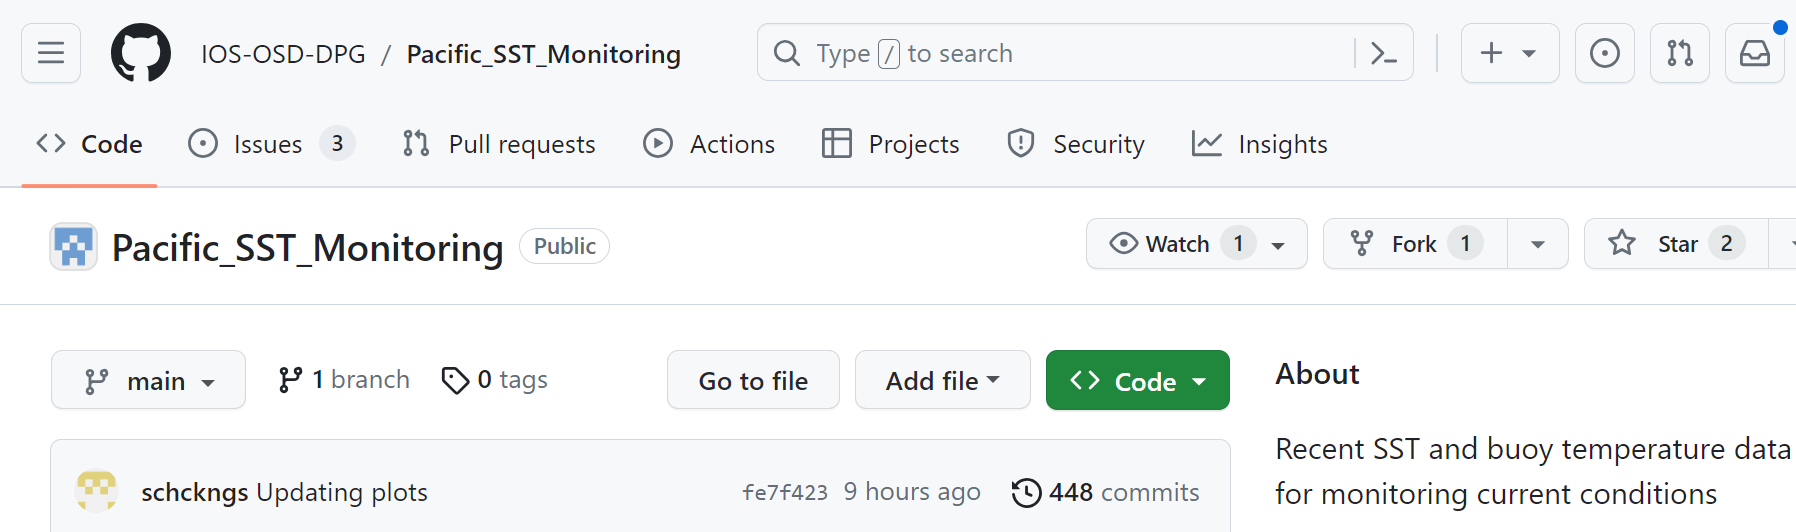 IOS-OSD-DPG / Pacific_SST_Monitoring Type / to search
Code Issues 3 Pull requests Actions Projects Security Insights
Pacific_SST_Monitoring Public Watch 1 Fork 1 Star 2
main 1 branch 0 tags Go to file Add file Code
schckngs Updating plots fe7f423 9 hours ago 448 commits
About
Recent SST and buoy temperature data
for monitoring current conditions